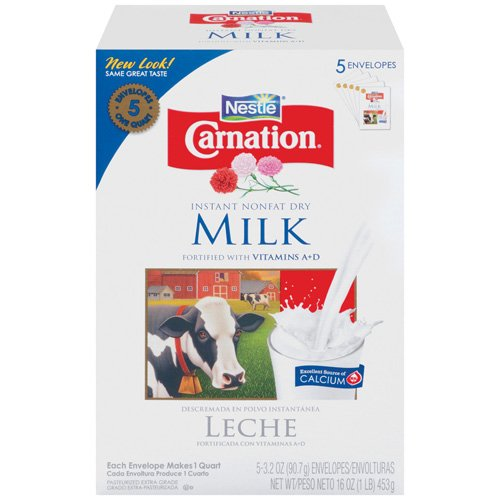 New Look!
SAME GREAT TASTE
5 ENVELOPES
ENVELOPES
5
ONE QUART
Nestlé
Carnation®
INSTANT NONFAT DRY
MILK
FORTIFIED WITH VITAMINS A+D
Excellent Source of
CALCIUM
DESCREMADA EN POLVO INSTANTÁNEA
LECHE
FORTIFICADA CON VITAMINAS A+D
Each Envelope Makes 1 Quart
Cada Envoltura Produce 1 Cuarto
PASTEURIZED EXTRA GRADE
GRADO EXTRA-PASTEURIZADA
5-3.2 OZ (90.7g) ENVELOPES/ENVOLTURAS
NET WT/PESO NETO 16 OZ (1 LB) 453g